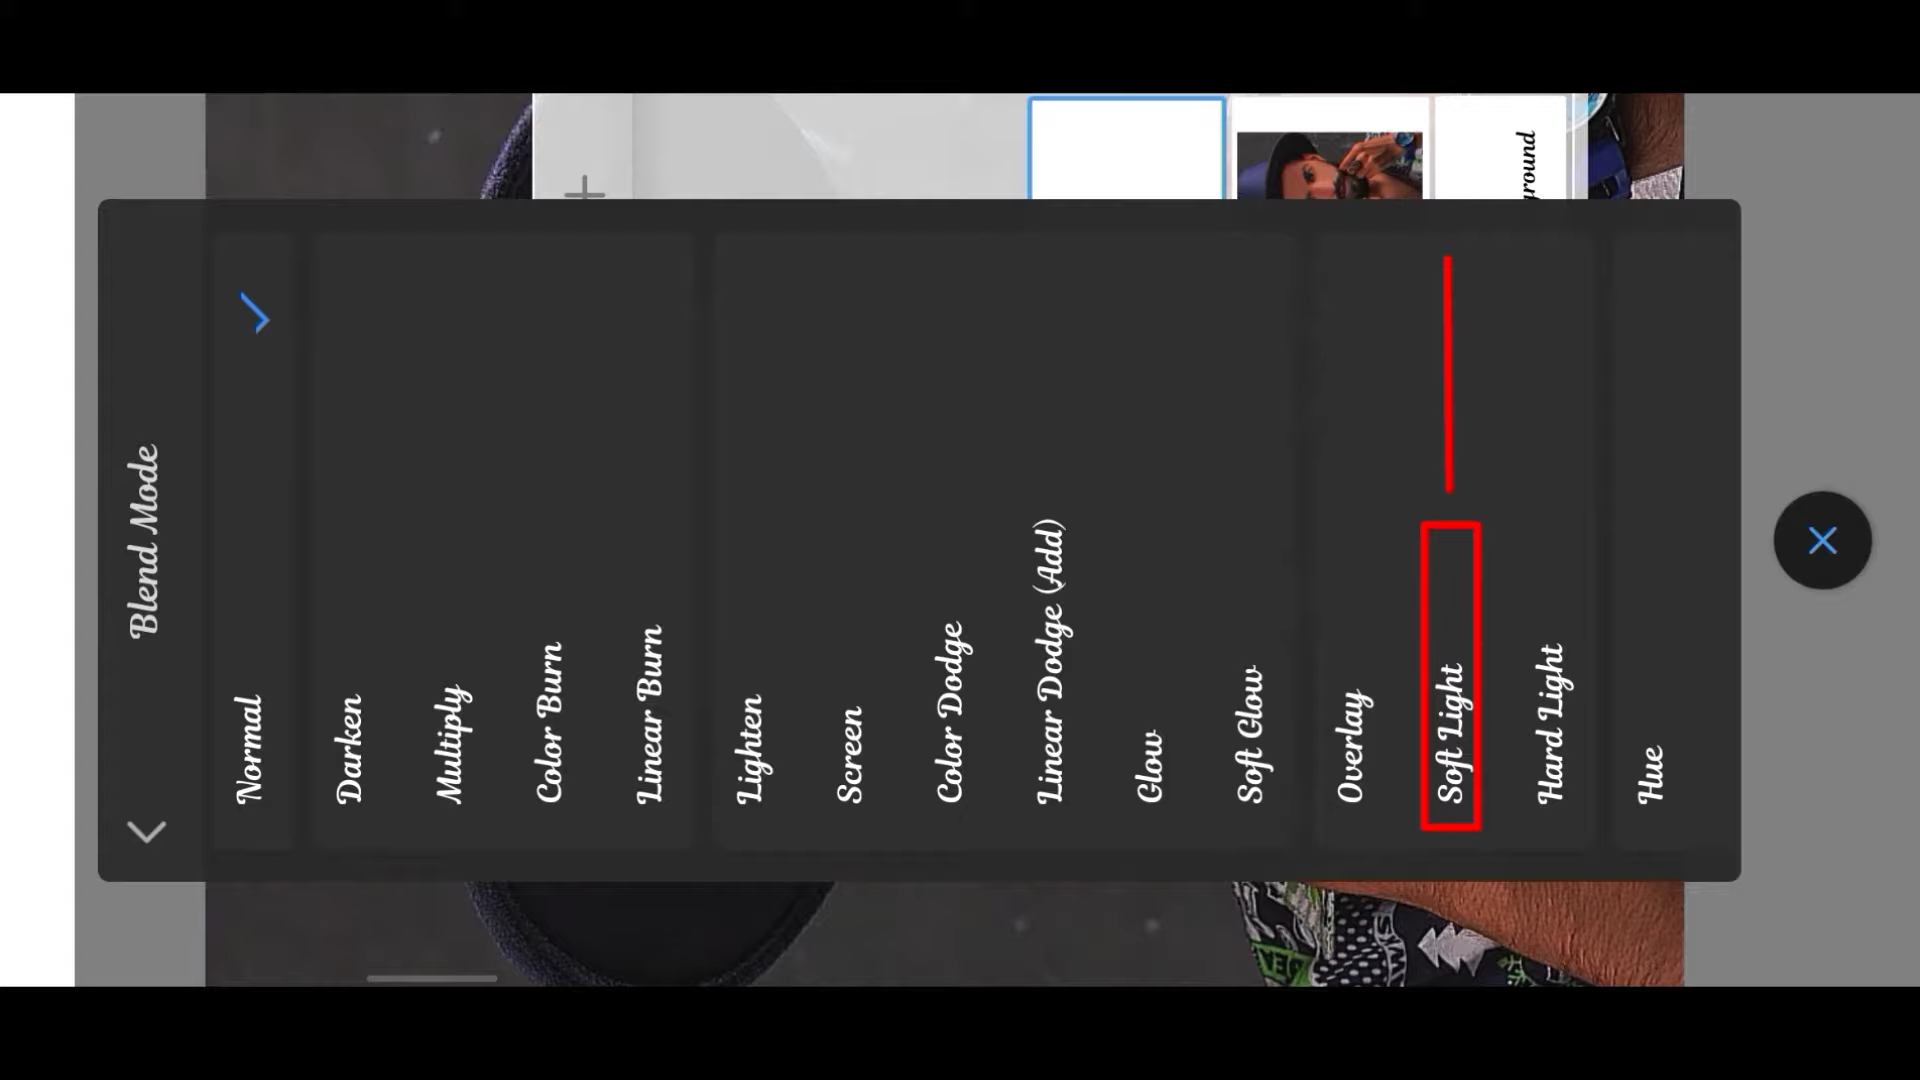 Blend Mode
Normal
Darken
Multiply
Color Burn
Linear Burn
Lighten
Screen
Color Dodge
Linear Dodge (Add)
Glow
Soft Glow
Overlay
Soft Light
Hard Light
Hue
ground